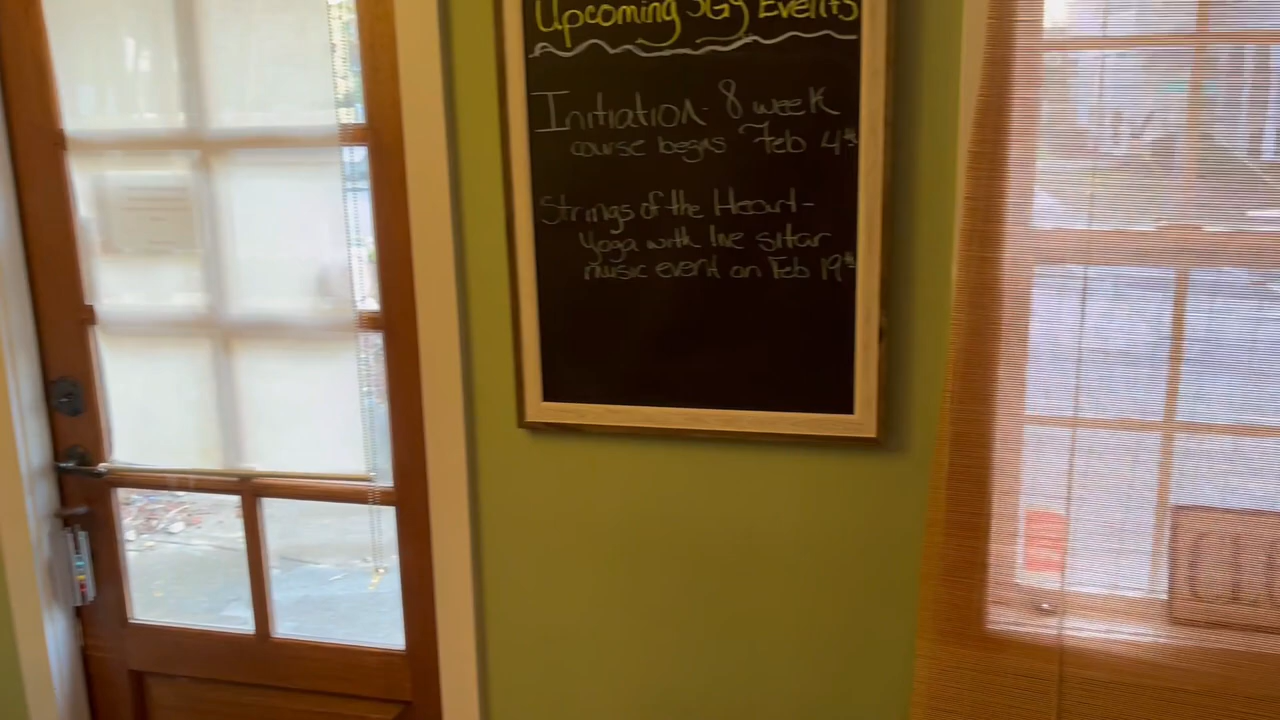 Upcoming SGY Events
Initiation - 8 week
course begins Feb 4th
Strings of the Heart -
Yoga with live sitar
music event on Feb 19th